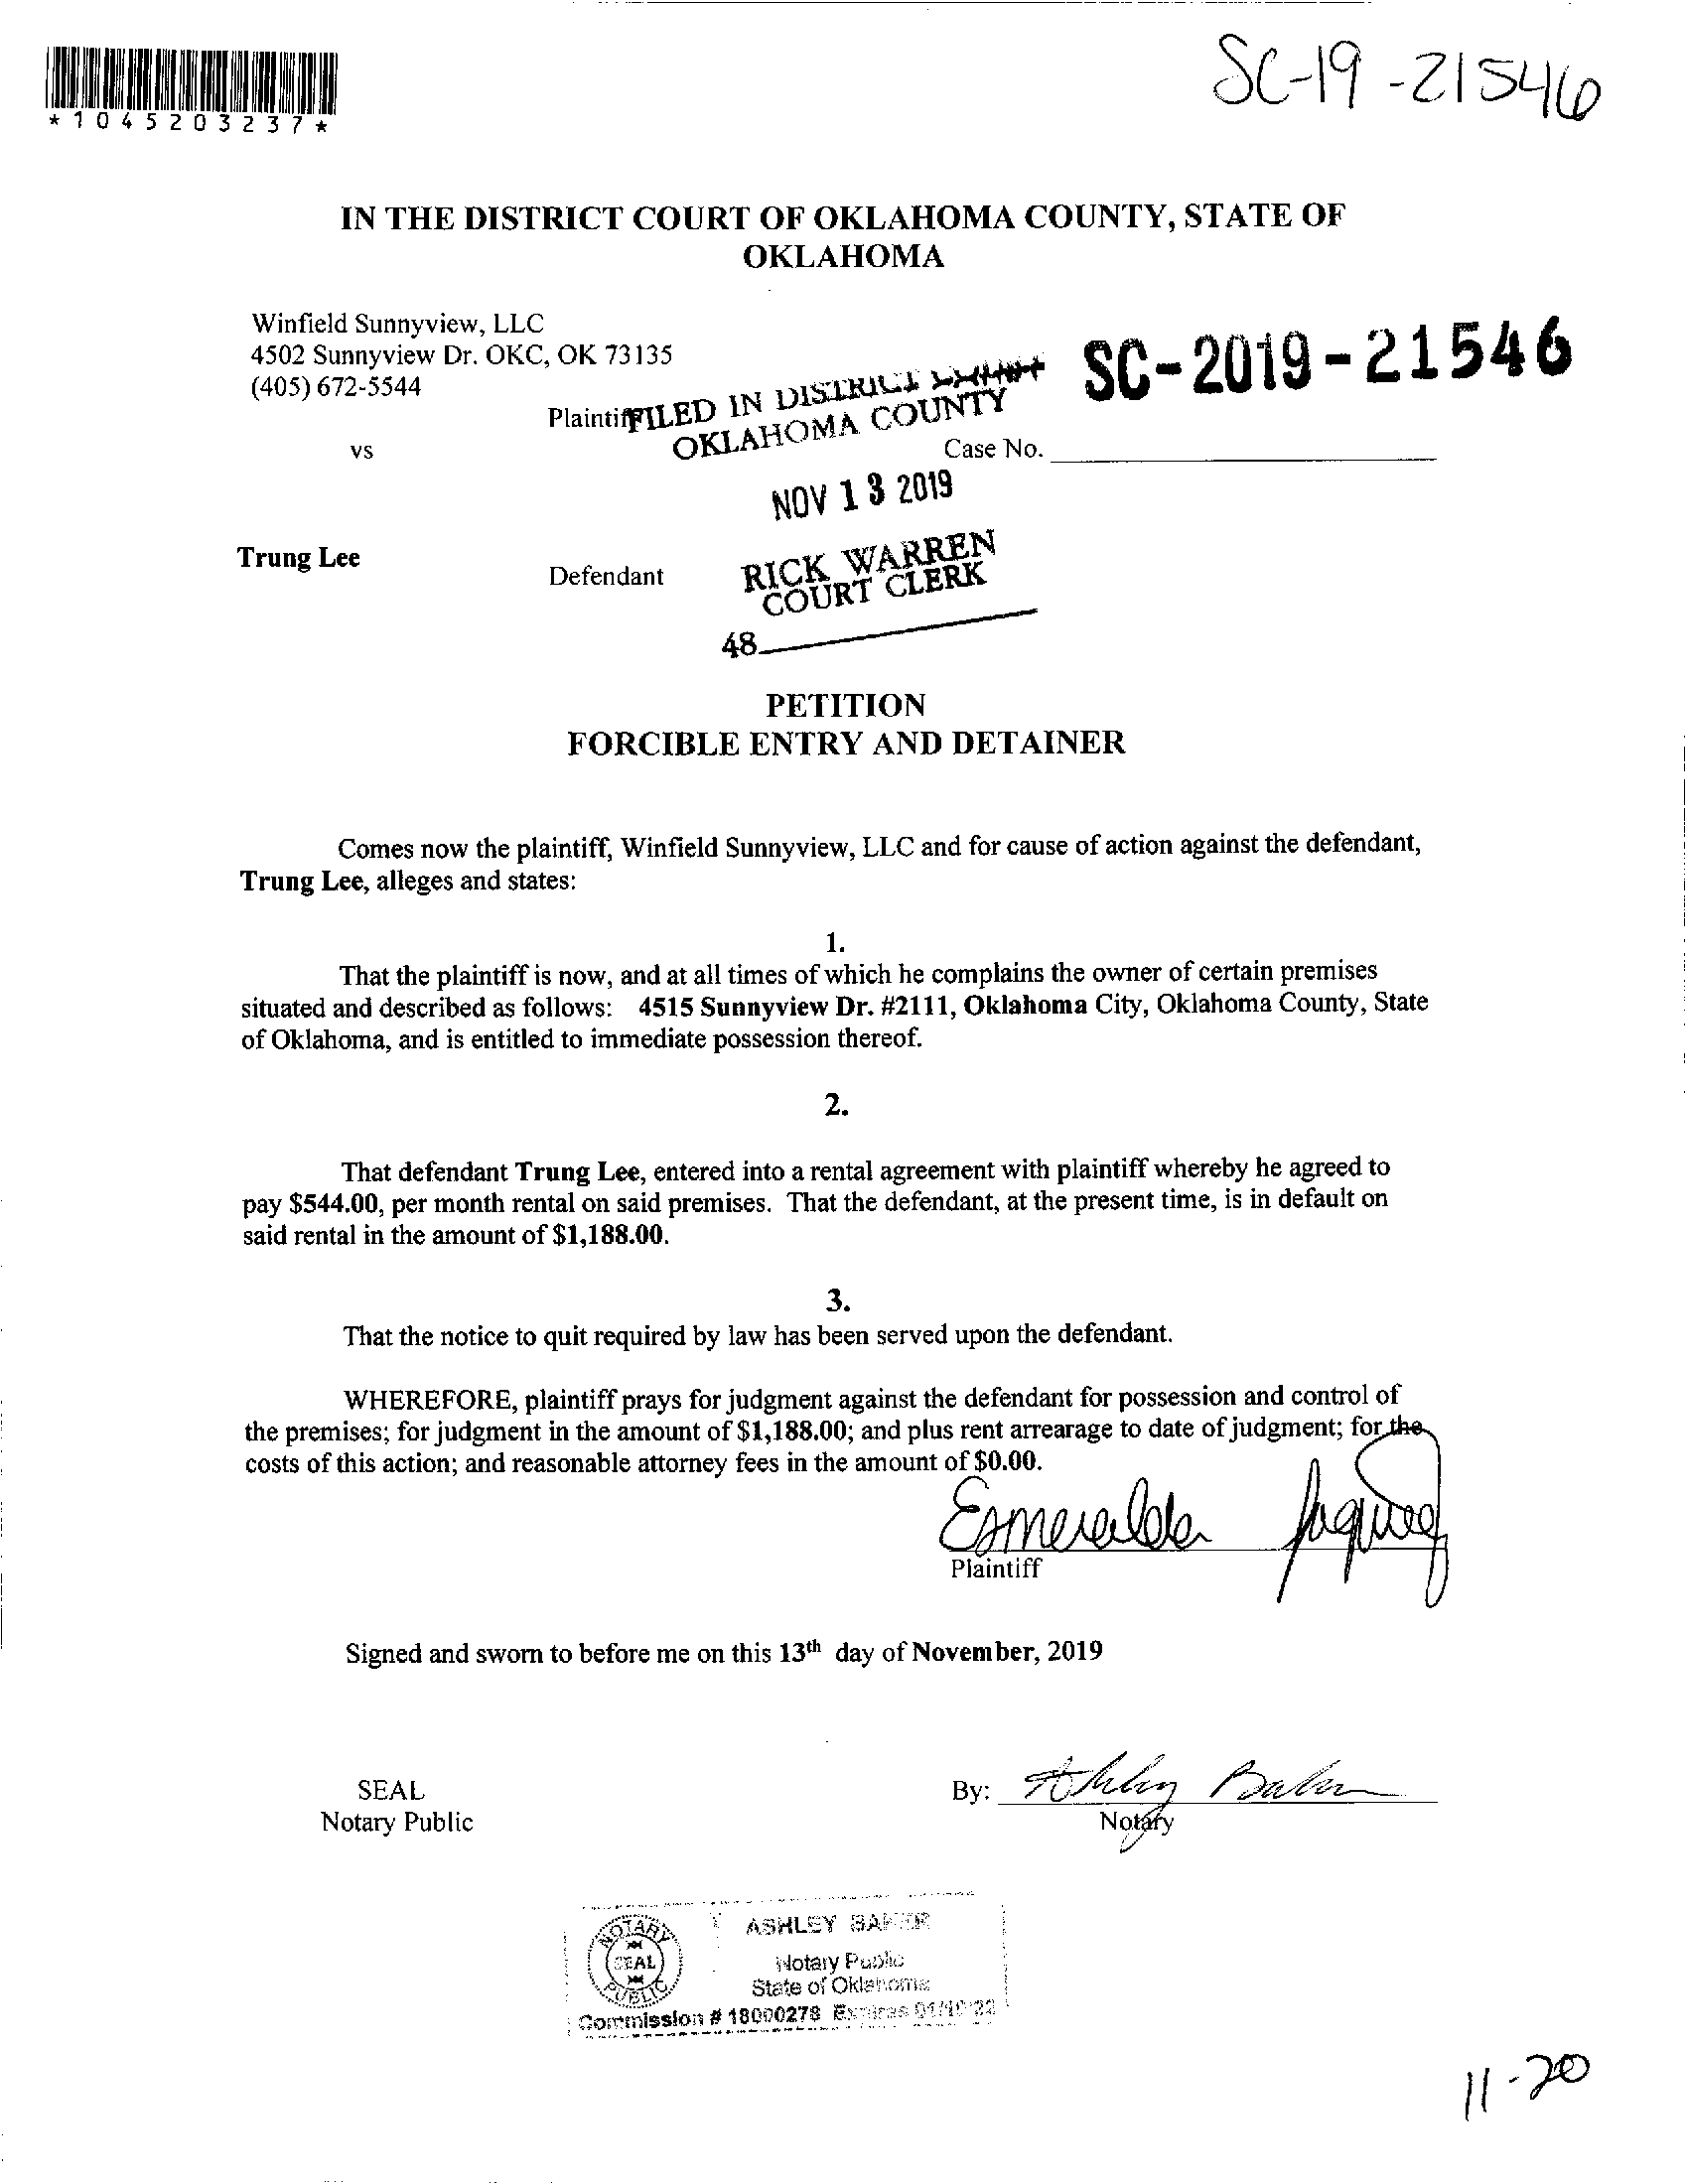 *1045203237*
SC-19-21546
IN THE DISTRICT COURT OF OKLAHOMA COUNTY, STATE OF
OKLAHOMA
Winfield Sunnyview, LLC
4502 Sunnyview Dr. OKC, OK 73135
(405) 672-5544
SC-2019-21546
Plaintiff
FILED IN DISTRICT
OKLAHOMA COUNTY
vs
Case No.
NOV 13 2019
Trung Lee
Defendant
RICK WARREN
COURT CLERK
48
PETITION
FORCIBLE ENTRY AND DETAINER
Comes now the plaintiff, Winfield Sunnyview, LLC and for cause of action against the defendant,
Trung Lee, alleges and states:
1.
That the plaintiff is now, and at all times of which he complains the owner of certain premises
situated and described as follows: 4515 Sunnyview Dr. #2111, Oklahoma City, Oklahoma County, State
of Oklahoma, and is entitled to immediate possession thereof.
2.
That defendant Trung Lee, entered into a rental agreement with plaintiff whereby he agreed to
pay $544.00, per month rental on said premises. That the defendant, at the present time, is in default on
said rental in the amount of $1,188.00.
3.
That the notice to quit required by law has been served upon the defendant.
WHEREFORE, plaintiff prays for judgment against the defendant for possession and control of
the premises; for judgment in the amount of $1,188.00; and plus rent arrearage to date of judgment; for the
costs of this action; and reasonable attorney fees in the amount of $0.00.
Esmeralda
Plaintiff
Signed and sworn to before me on this 13th day of November, 2019
SEAL
Notary Public
By: Ashley Baker
Notary
NOTARY
SEAL
PUBLIC
ASHLEY BAKER
Notary Public
State of Oklahoma
Commission # 18000278 Expires
11-20